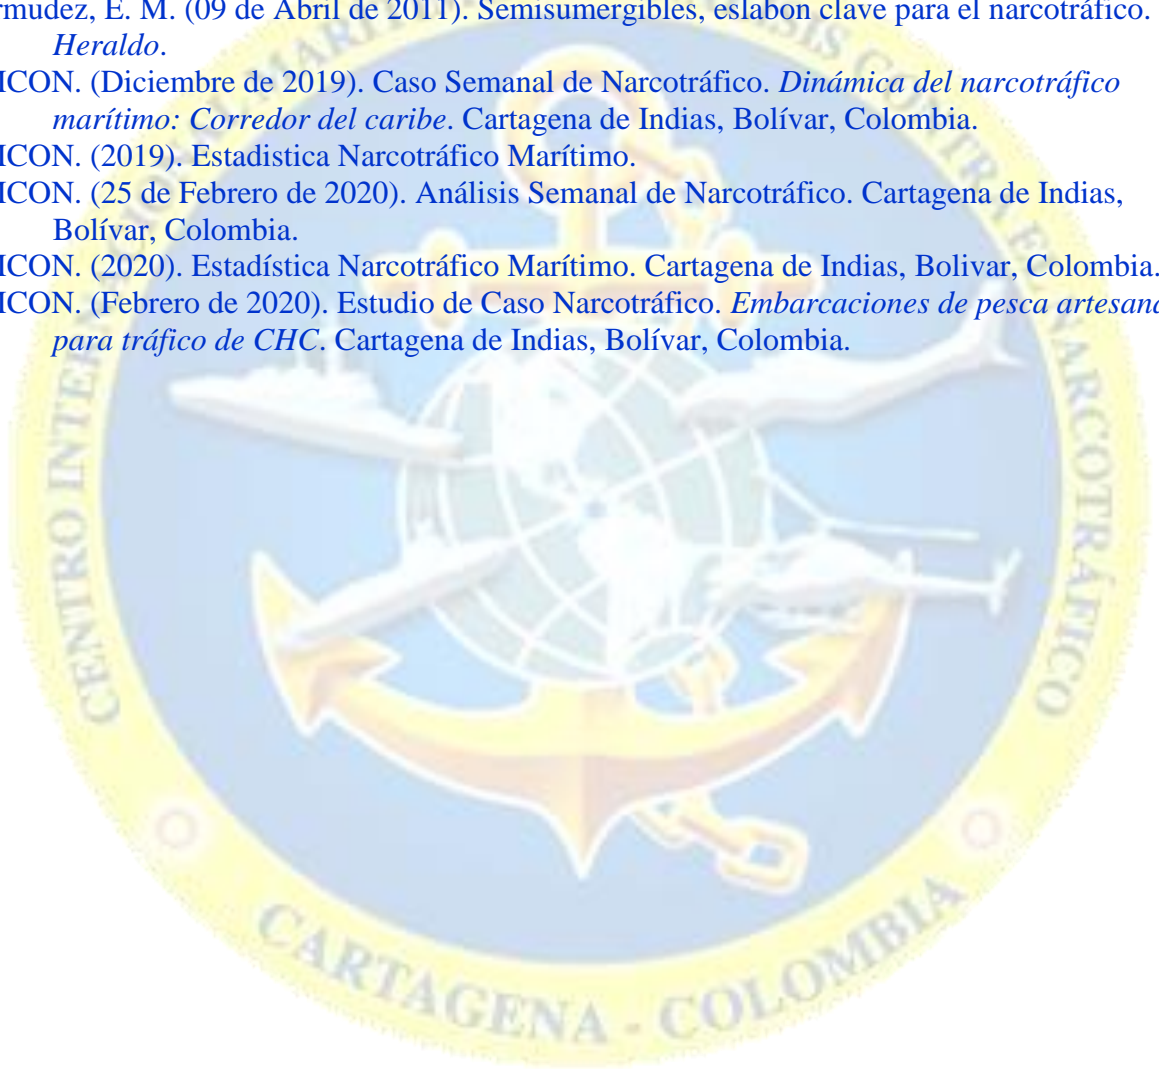 rmudez, E. M. (09 de Abril de 2011). Semisumergibles, eslabón clave para el narcotráfico.
Heraldo.
ICON. (Diciembre de 2019). Caso Semanal de Narcotráfico. Dinámica del narcotráfico
marítimo: Corredor del caribe. Cartagena de Indias, Bolívar, Colombia.
ICON. (2019). Estadistica Narcotráfico Marítimo.
ICON. (25 de Febrero de 2020). Análisis Semanal de Narcotráfico. Cartagena de Indias,
Bolívar, Colombia.
ICON. (2020). Estadística Narcotráfico Marítimo. Cartagena de Indias, Bolivar, Colombia.
ICON. (Febrero de 2020). Estudio de Caso Narcotráfico. Embarcaciones de pesca artesana
para tráfico de CHC. Cartagena de Indias, Bolívar, Colombia.
CENTRO CONTRA EL NARCOTRÁFICO
CARTAGENA - COLOMBIA